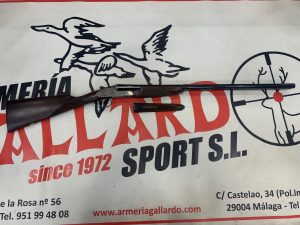 MERÍA
ALLARDO
since 1972 SPORT S.L.
e la Rosa nº 56
Tel. 951 99 48 08
C/ Castelao, 34 (Pol.In
29004 Málaga - Tel
www.armeriagallardo.com